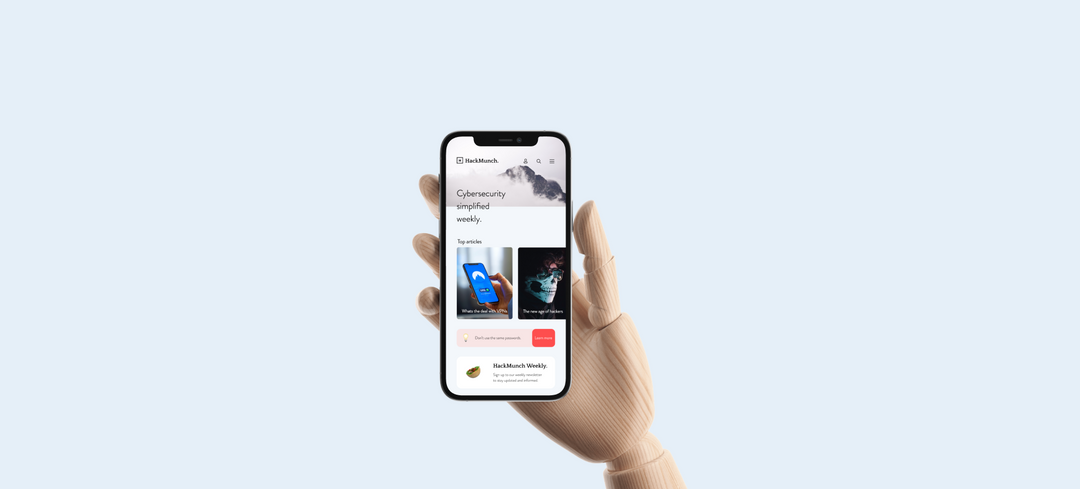 HackMunch.
Cybersecurity
simplified
weekly.
Top articles
Whats the deal with VPNs
The new age of hackers
Don't use the same passwords.
Learn more
HackMunch Weekly.
Sign up to our weekly newsletter
to stay updated and informed